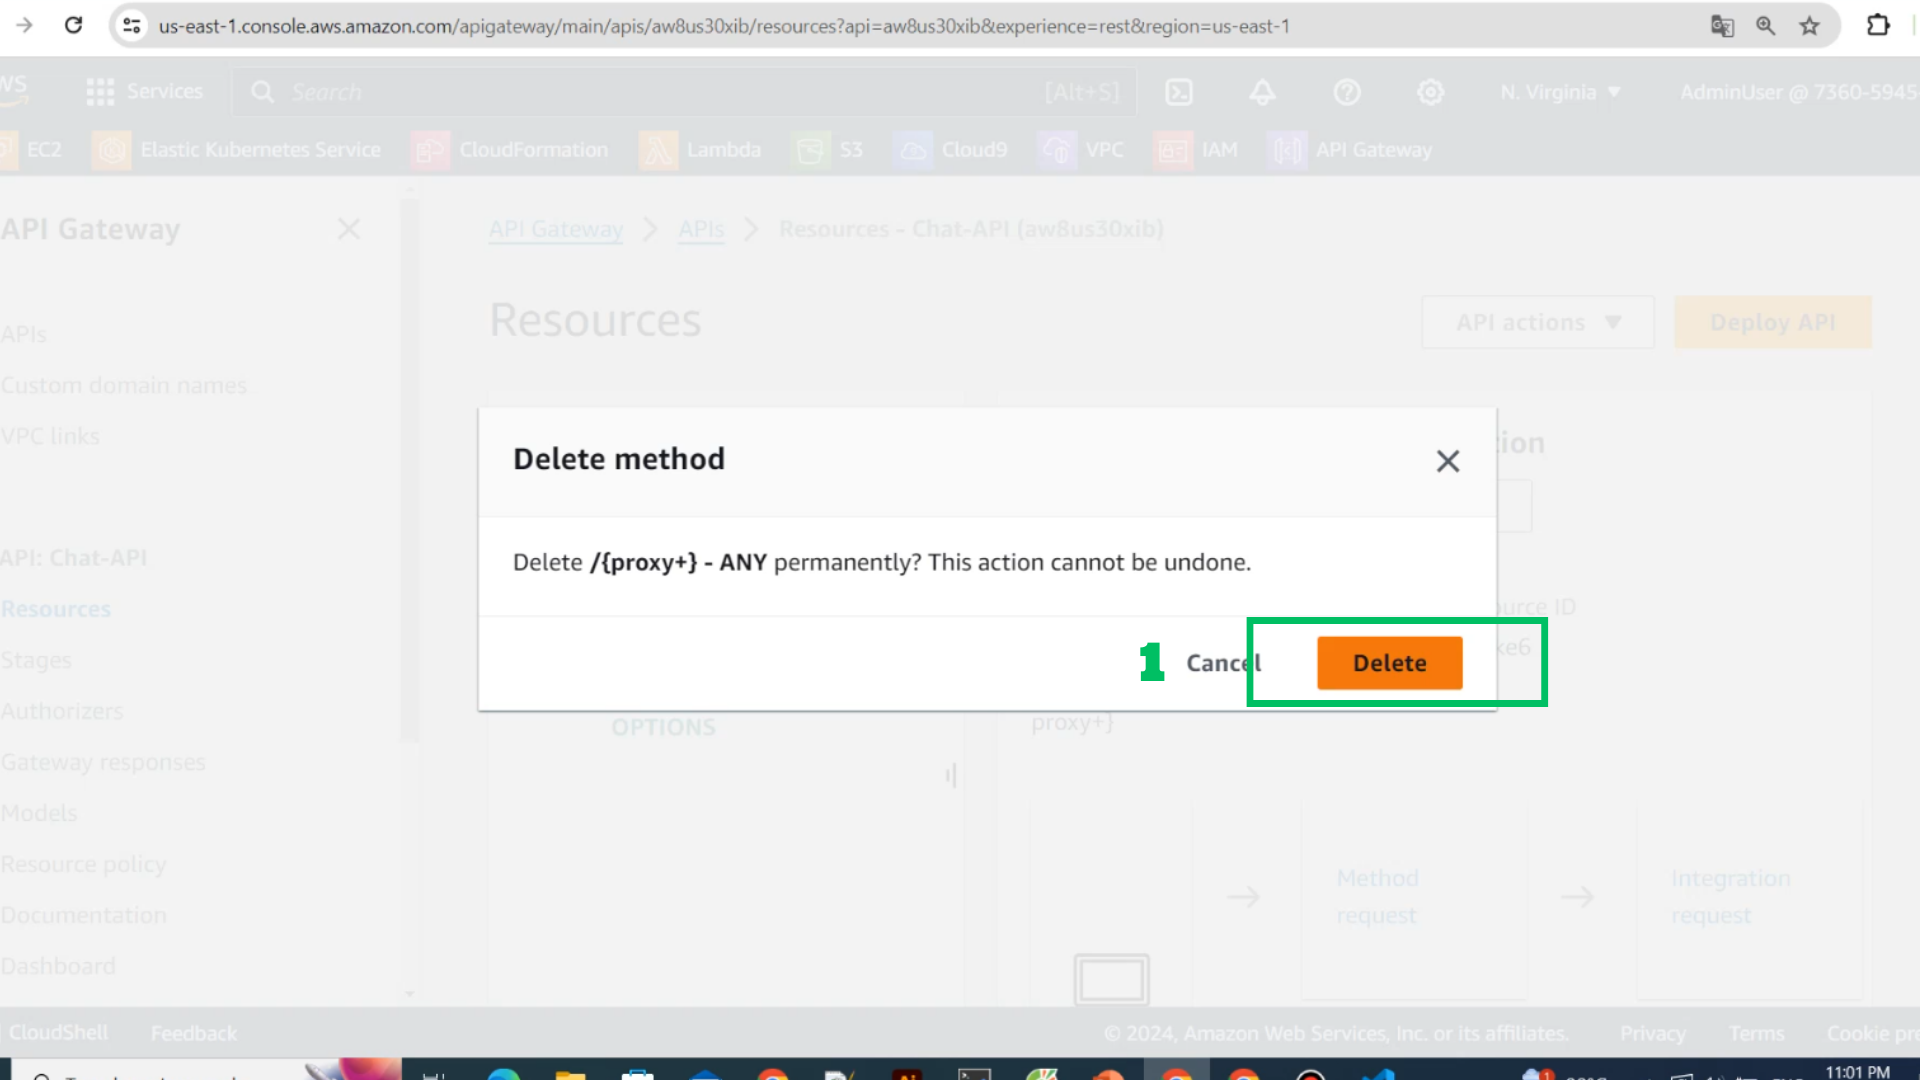 us-east-1.console.aws.amazon.com/apigateway/main/apis/aw8us30xib/resources?api=aw8us30xib&experience=rest&region=us-east-1
Services
Search
[Alt+S]
N. Virginia
AdminUser @ 7360-5945-
EC2
Elastic Kubernetes Service
CloudFormation
Lambda
S3
Cloud9
VPC
IAM
API Gateway
API Gateway
API Gateway
APIs
Resources - Chat-API (aw8us30xib)
Resources
API actions
Deploy API
APIs
Custom domain names
VPC links
API: Chat-API
Resources
Stages
Authorizers
Gateway responses
Models
Resource policy
Documentation
Dashboard
Delete method
Delete /{proxy+} - ANY permanently? This action cannot be undone.
1
Cancel
Delete
ource ID
ke6
OPTIONS
proxy+}
Method
request
Integration
request
CloudShell
Feedback
© 2024, Amazon Web Services, Inc. or its affiliates.
Privacy
Terms
Cookie pre
11:01 PM